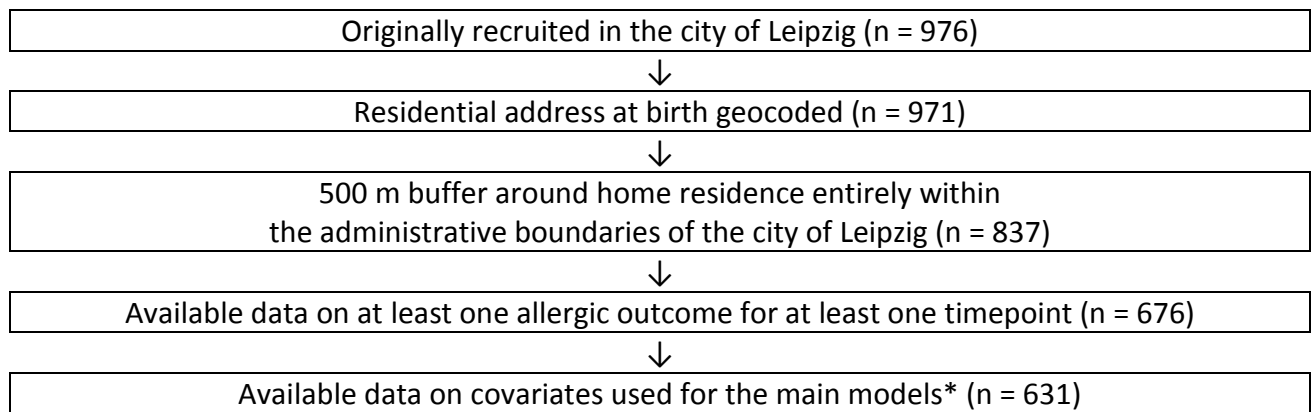 Originally recruited in the city of Leipzig (n = 976)
↓
Residential address at birth geocoded (n = 971)
↓
500 m buffer around home residence entirely within
the administrative boundaries of the city of Leipzig (n = 837)
↓
Available data on at least one allergic outcome for at least one timepoint (n = 676)
↓
Available data on covariates used for the main models* (n = 631)